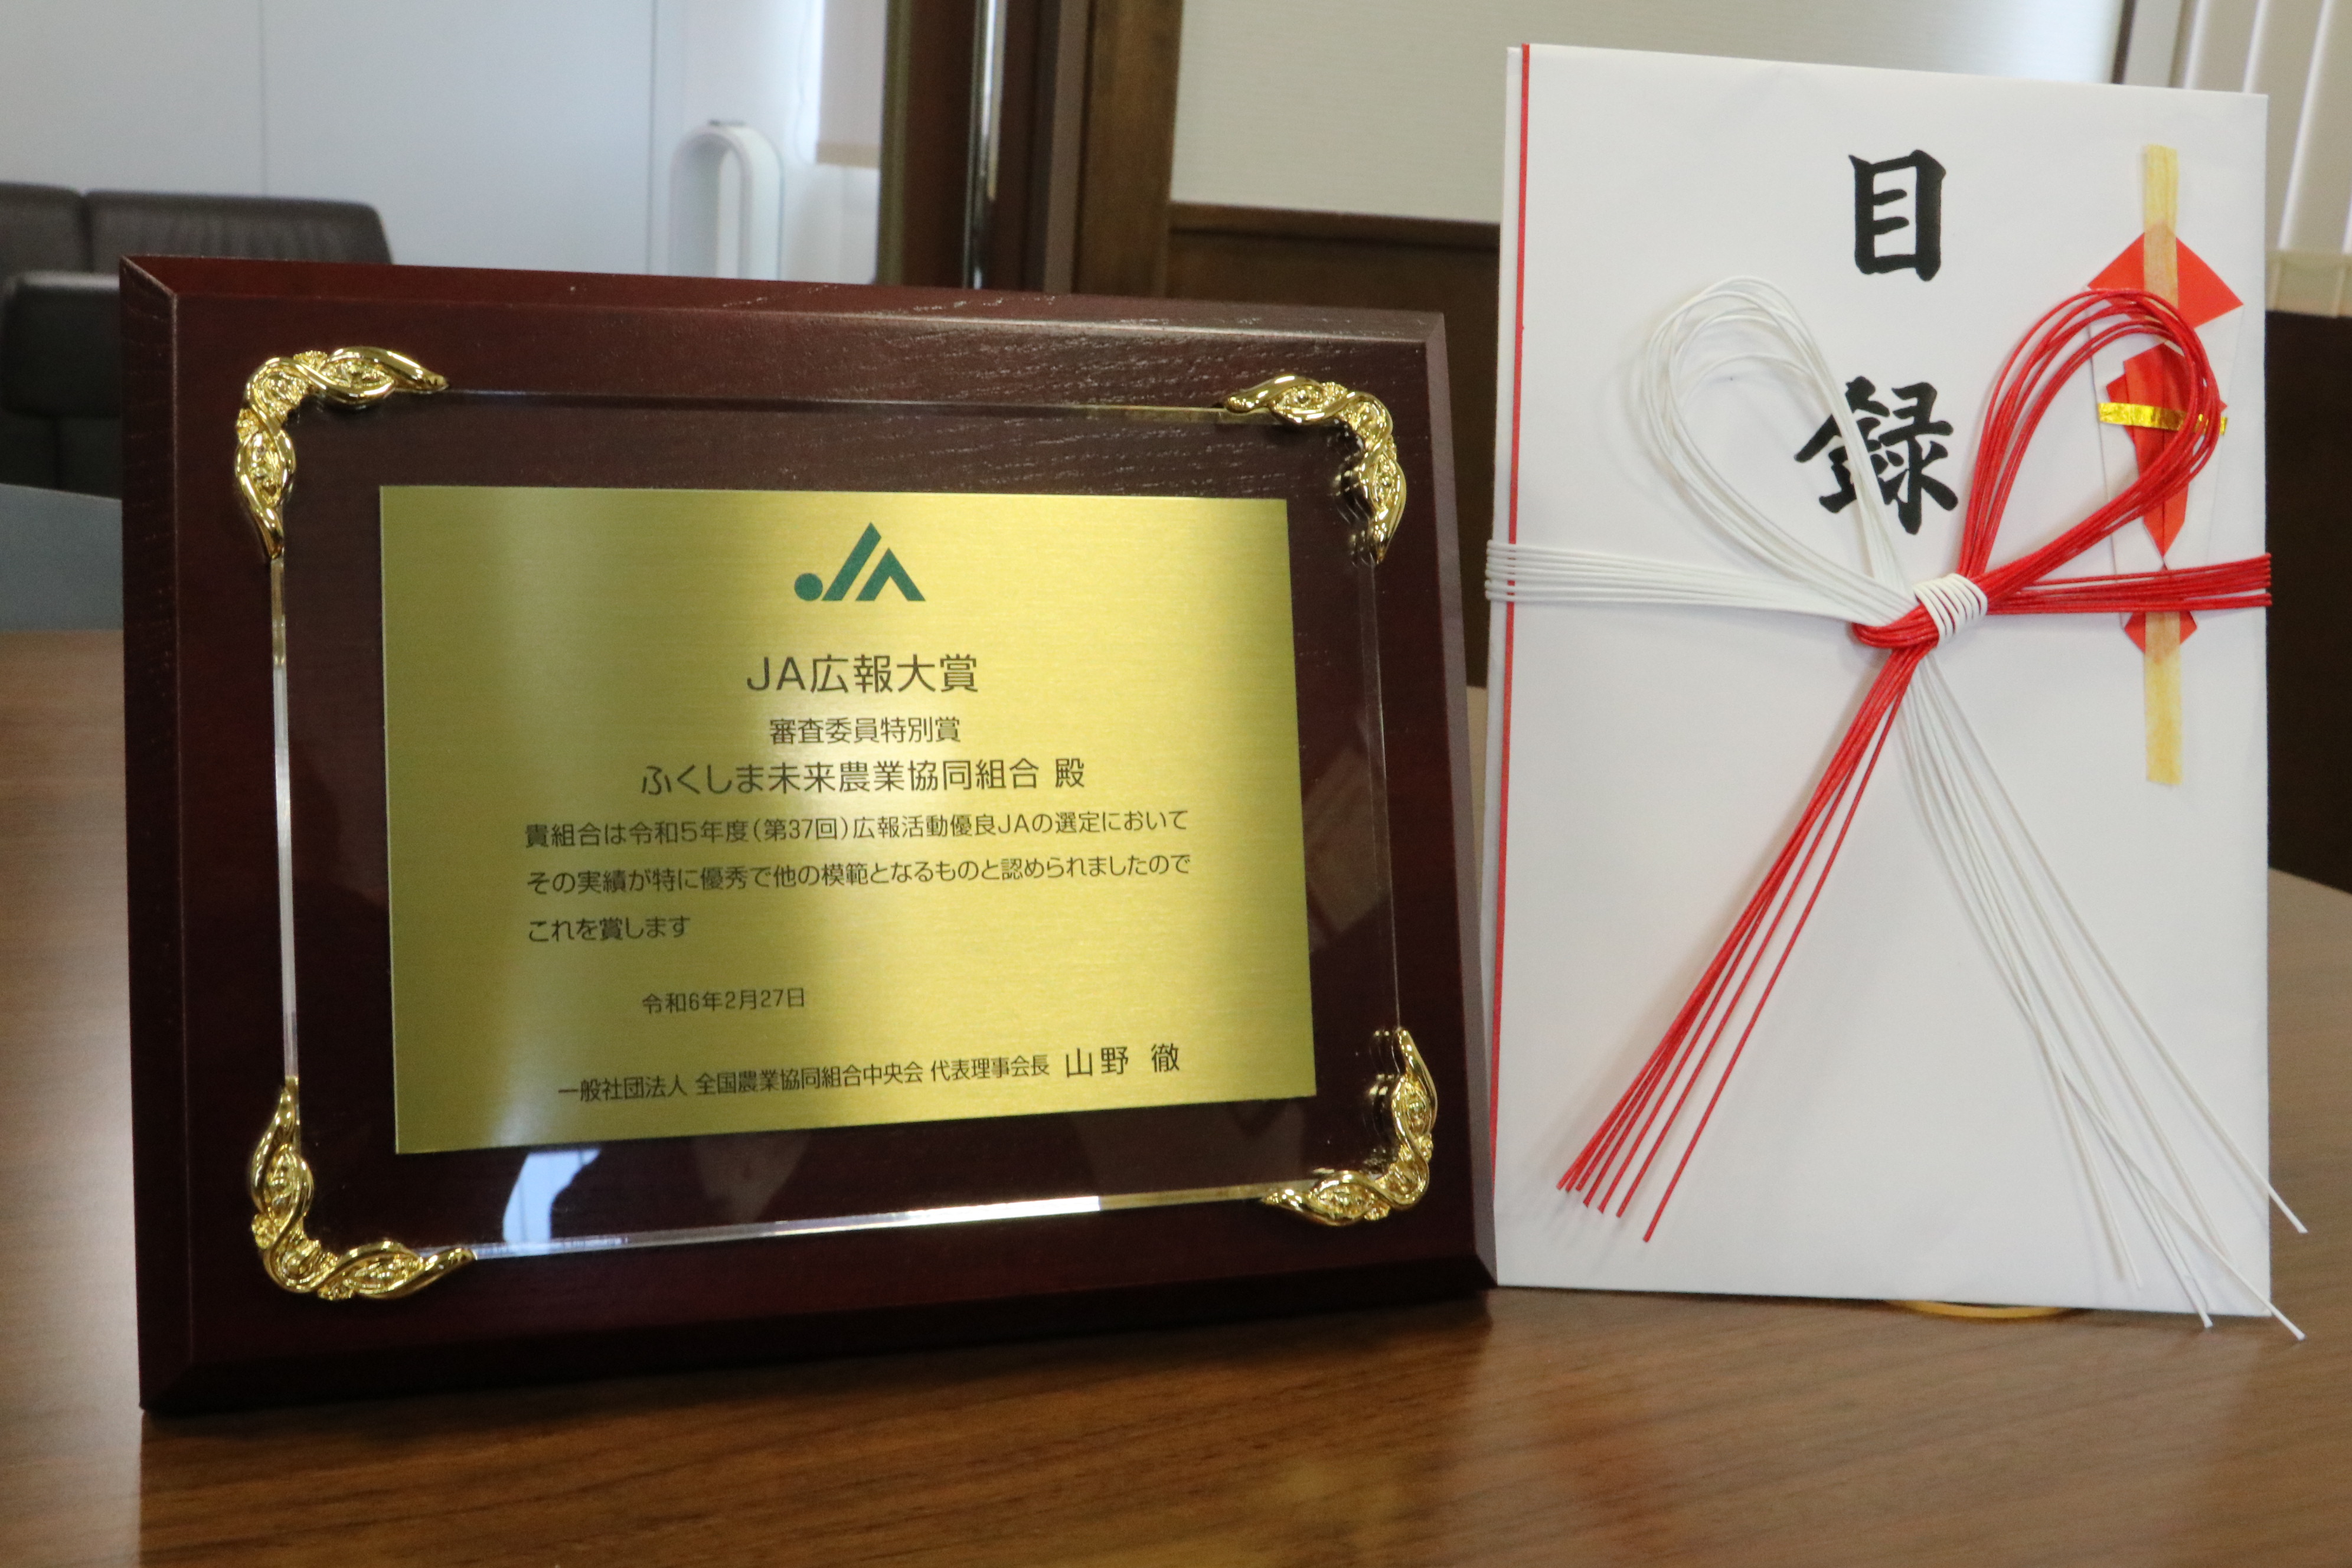 JA
JA広報大賞
審査委員特別賞
ふくしま未来農業協同組合 殿
貴組合は令和5年度(第37回)広報活動優良JAの選定において
その実績が特に優秀で他の模範となるものと認められましたので
これを賞します
令和6年2月27日
一般社団法人 全国農業協同組合中央会 代表理事会長 山野 徹
目録